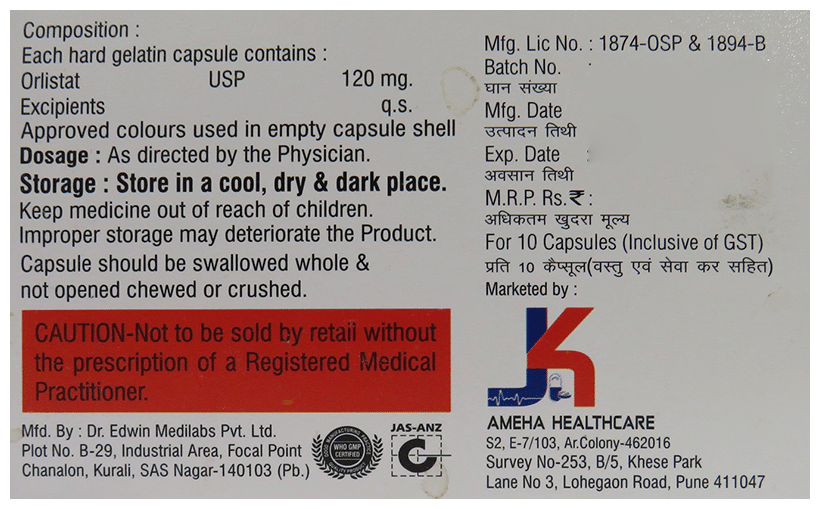 Composition :
Each hard gelatin capsule contains :
Orlistat USP 120 mg.
Excipients q.s.
Approved colours used in empty capsule shell
Dosage : As directed by the Physician.
Storage : Store in a cool, dry & dark place.
Keep medicine out of reach of children.
Improper storage may deteriorate the Product.
Capsule should be swallowed whole &
not opened chewed or crushed.
CAUTION-Not to be sold by retail without
the prescription of a Registered Medical
Practitioner.
Mfd. By : Dr. Edwin Medilabs Pvt. Ltd.
Plot No. B-29, Industrial Area, Focal Point
Chanalon, Kurali, SAS Nagar-140103 (Pb.)
WHO GMP
CERTIFIED
JAS-ANZ
Mfg. Lic No. : 1874-OSP & 1894-B
Batch No. :
घान संख्या
Mfg. Date
उत्पादन तिथी
Exp. Date :
अवसान तिथी
M.R.P. Rs.₹ :
अधिकतम खुदरा मूल्य
For 10 Capsules (Inclusive of GST)
प्रति 10 कैप्सूल(वस्तु एवं सेवा कर सहित)
Marketed by :
JK
AMEHA HEALTHCARE
S2, E-7/103, Ar.Colony-462016
Survey No-253, B/5, Khese Park
Lane No 3, Lohegaon Road, Pune 411047